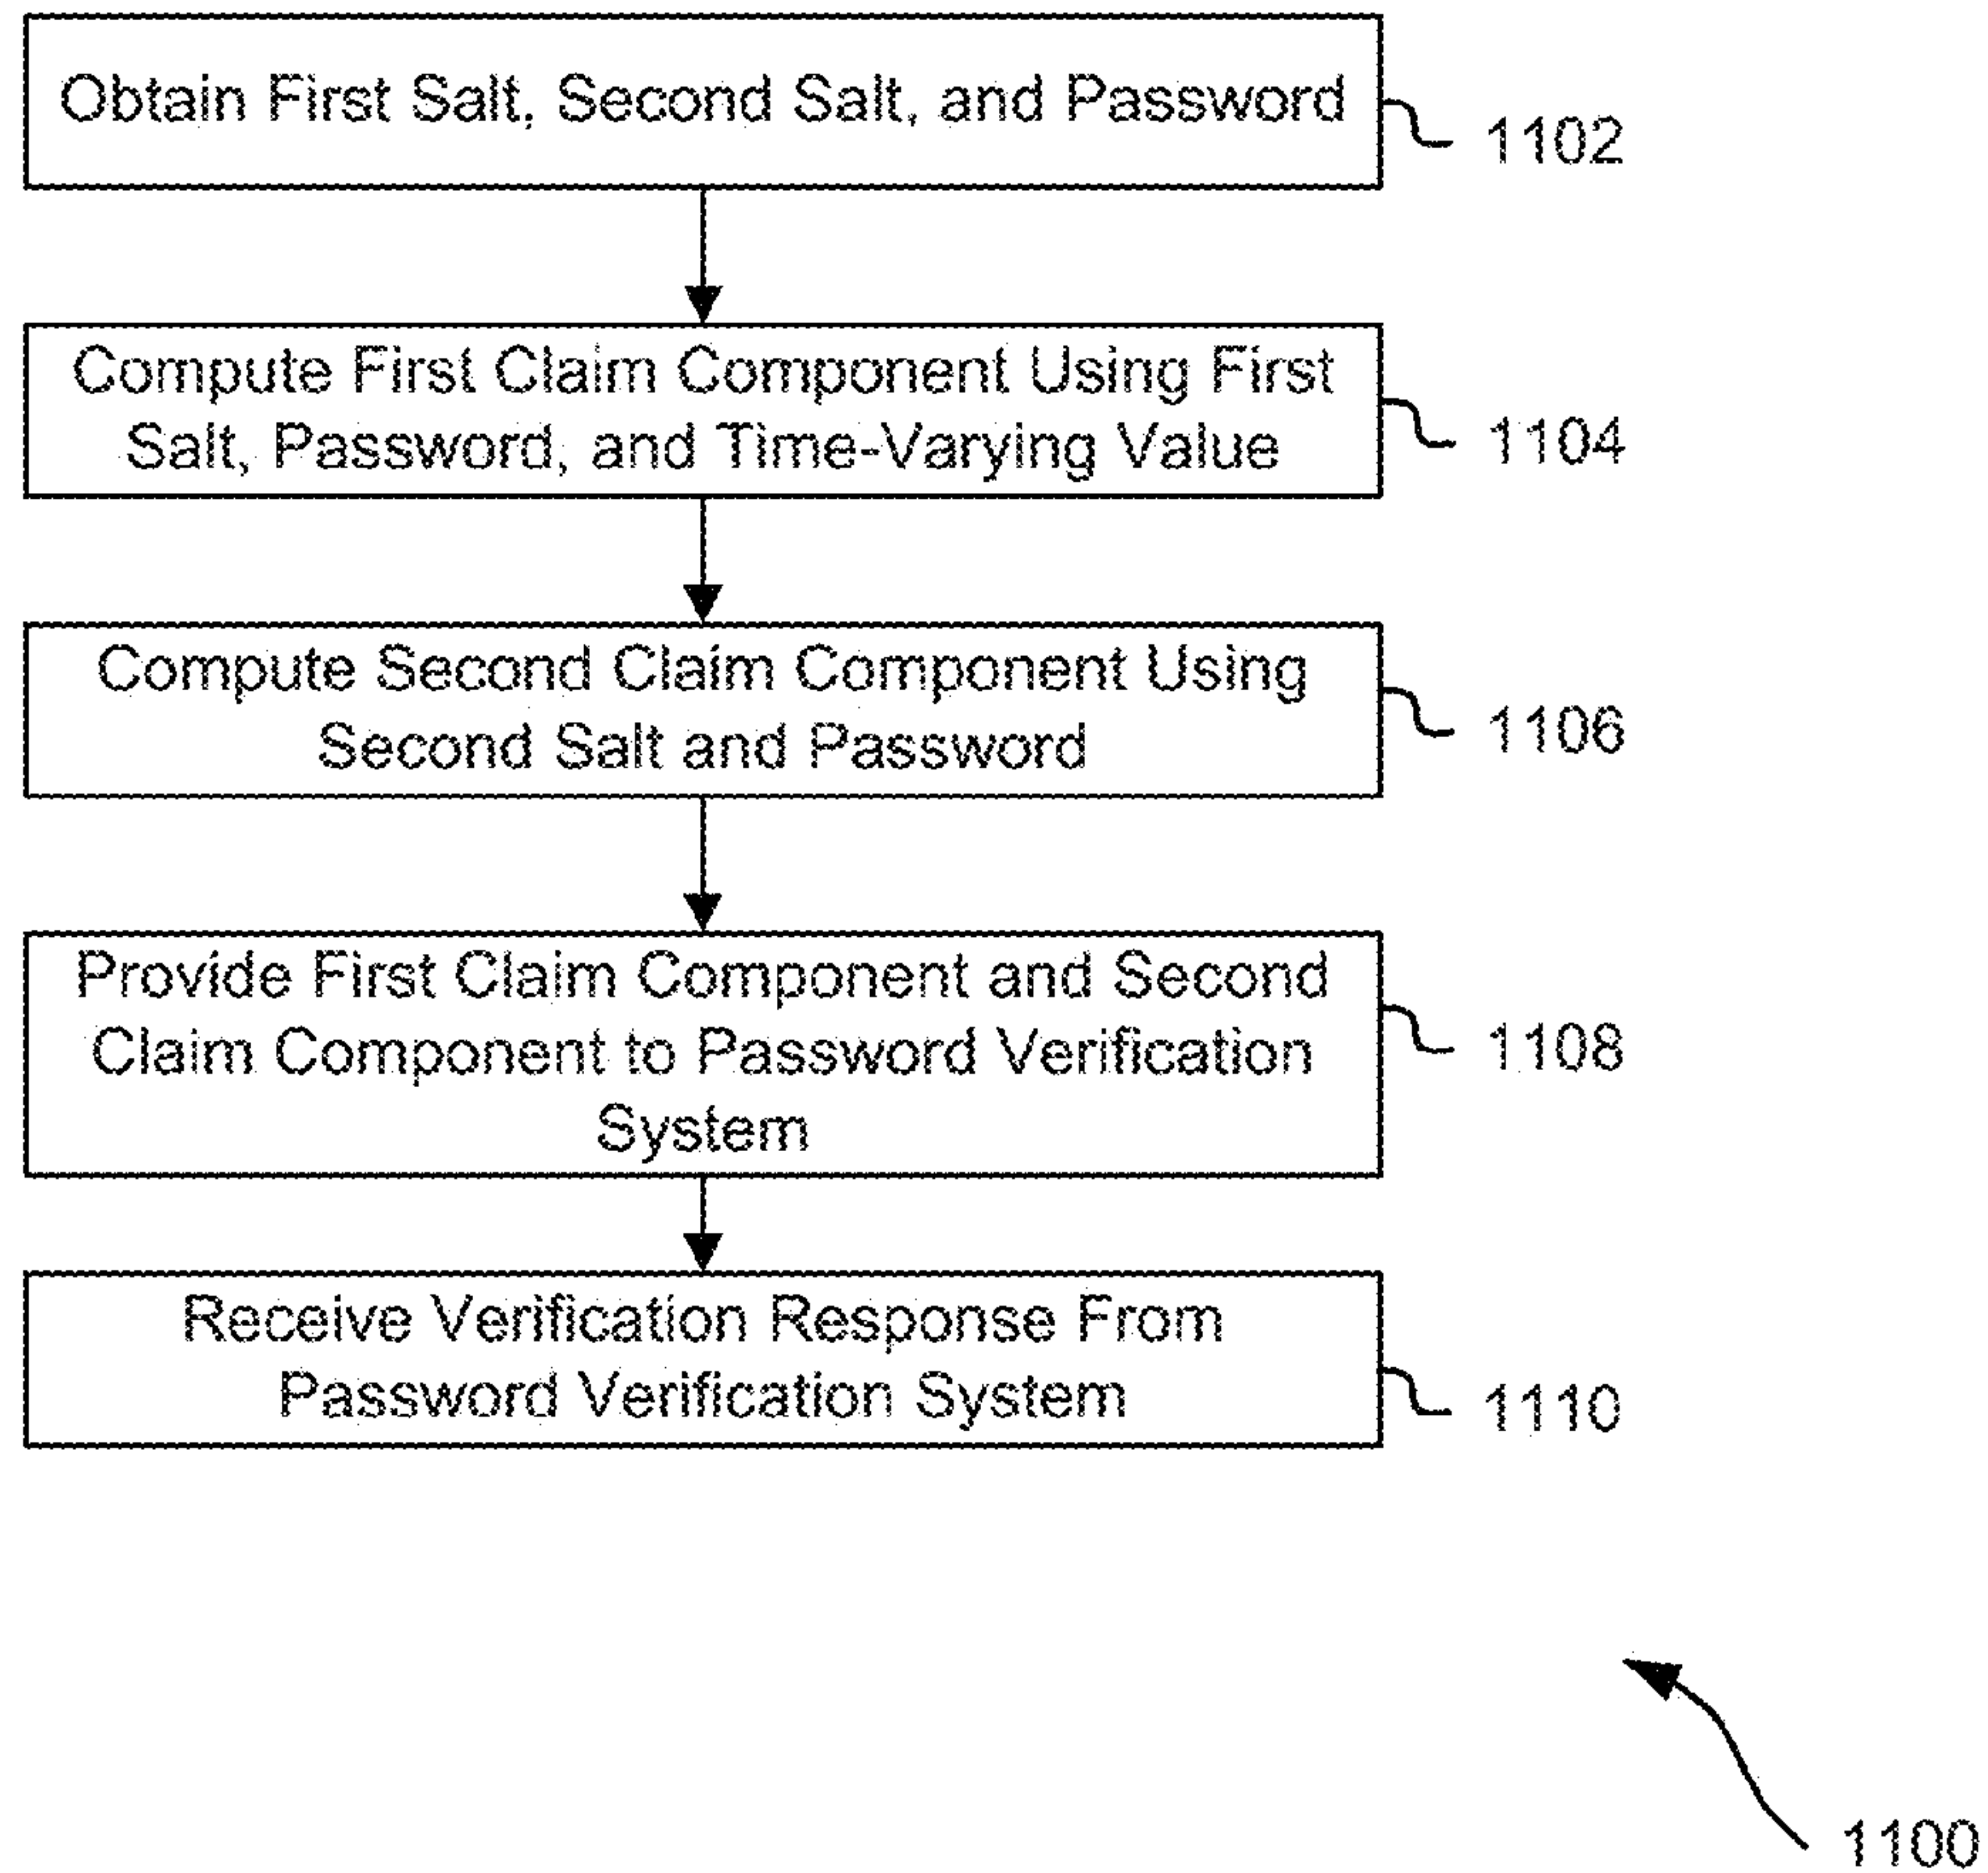 Obtain First Salt, Second Salt, and Password
1102
Compute First Claim Component Using First
Salt, Password, and Time-Varying Value
1104
Compute Second Claim Component Using
Second Salt and Password
1106
Provide First Claim Component and Second
Claim Component to Password Verification
System
1108
Receive Verification Response From
Password Verification System
1110
1100